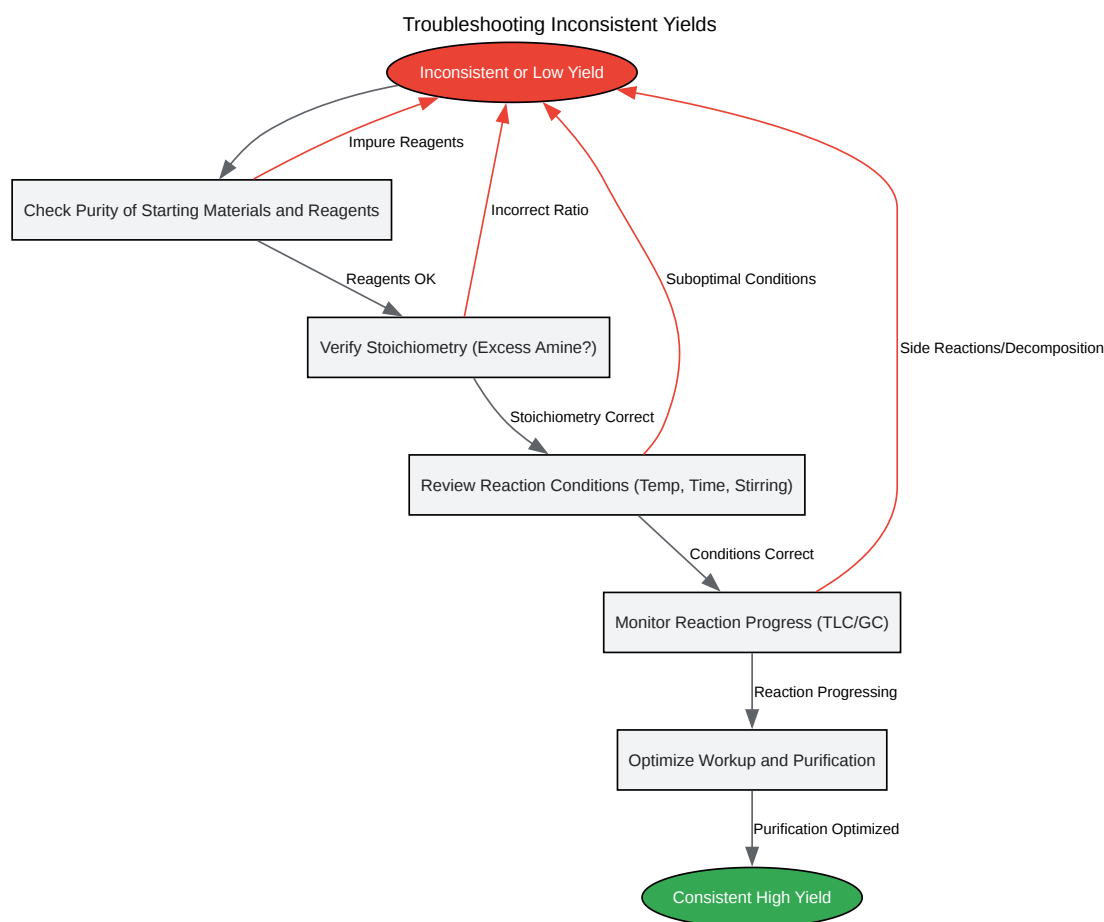 Troubleshooting Inconsistent Yields
Inconsistent or Low Yield
Impure Reagents
Check Purity of Starting Materials and Reagents
Incorrect Ratio
Reagents OK
Suboptimal Conditions
Verify Stoichiometry (Excess Amine?)
Side Reactions/Decomposition
Stoichiometry Correct
Review Reaction Conditions (Temp, Time, Stirring)
Conditions Correct
Monitor Reaction Progress (TLC/GC)
Reaction Progressing
Optimize Workup and Purification
Purification Optimized
Consistent High Yield